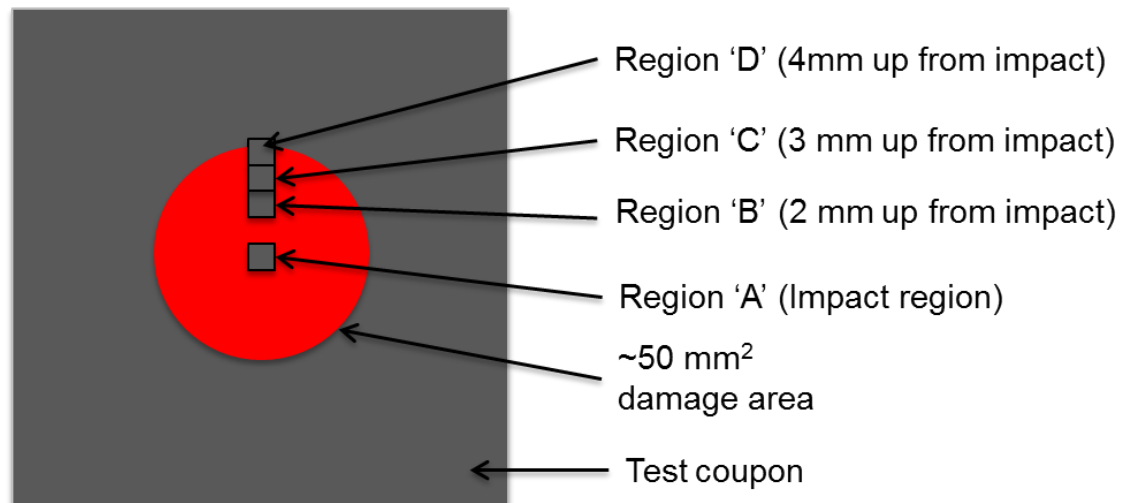 Region ‘D’ (4mm up from impact)
Region ‘C’ (3 mm up from impact)
Region ‘B’ (2 mm up from impact)
Region ‘A’ (Impact region)
~50 mm²
damage area
Test coupon